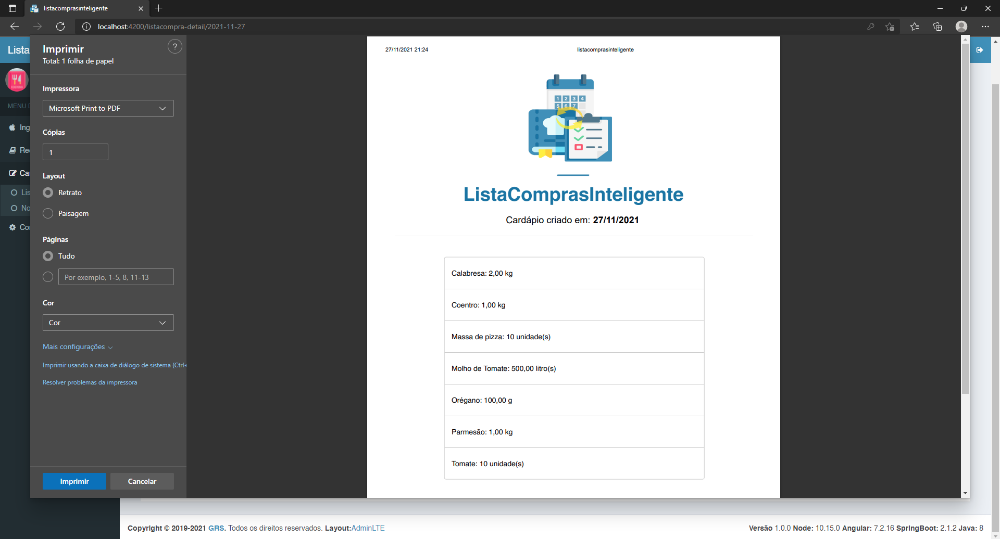 listacomprasinteligente
localhost:4200/listacompra-detail/2021-11-27
Lista
COOKING
MENU D
Ing
Rec
Car
Lis
No
Con
Imprimir
?
Total: 1 folha de papel
Impressora
Microsoft Print to PDF
Cópias
1
Layout
Retrato
Paisagem
Páginas
Tudo
Por exemplo, 1-5, 8, 11-13
Cor
Cor
Mais configurações
Imprimir usando a caixa de diálogo de sistema (Ctrl+
Resolver problemas da impressora
Imprimir Cancelar
27/11/2021 21:24 listacomprasinteligente
1 2 3 4
5 6 7
ListaComprasInteligente
Cardápio criado em: 27/11/2021
Calabresa: 2,00 kg
Coentro: 1,00 kg
Massa de pizza: 10 unidade(s)
Molho de Tomate: 500,00 litro(s)
Orégano: 100,00 g
Parmesão: 1,00 kg
Tomate: 10 unidade(s)
Copyright © 2019-2021 GRS. Todos os direitos reservados. Layout:AdminLTE
Versão 1.0.0 Node: 10.15.0 Angular: 7.2.16 SpringBoot: 2.1.2 Java: 8